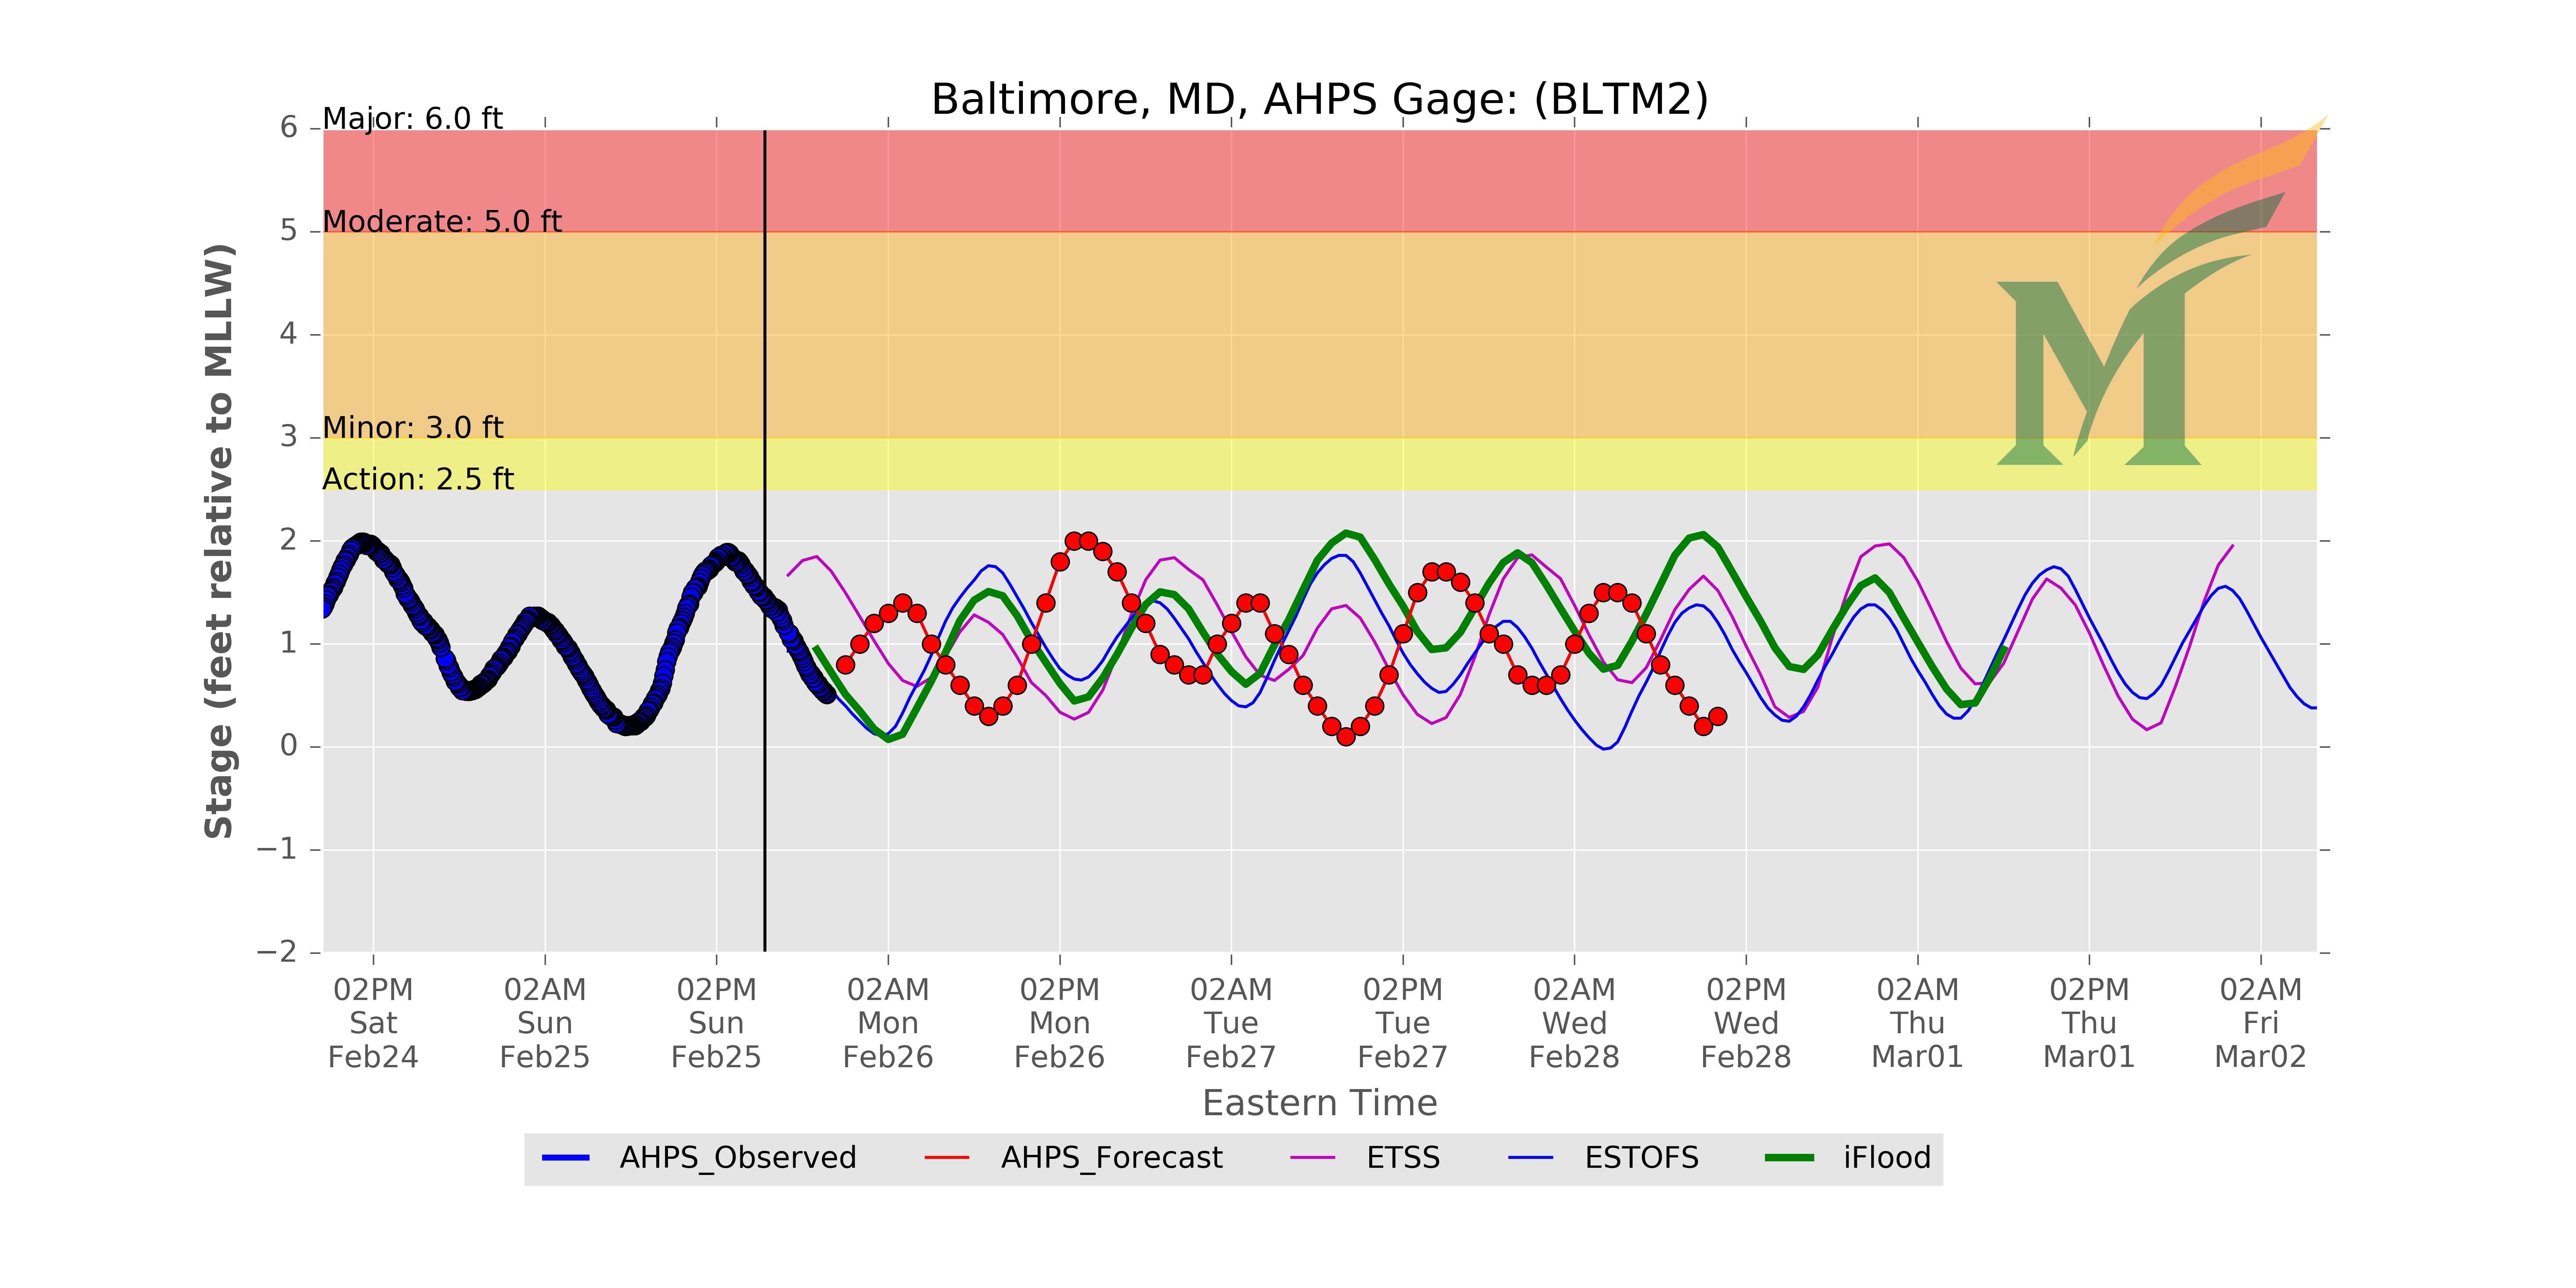 Baltimore, MD, AHPS Gage: (BLTM2)
Major: 6.0 ft
Moderate: 5.0 ft
Minor: 3.0 ft
Action: 2.5 ft
Stage (feet relative to MLLW)
6
5
4
3
2
1
0
−1
−2
02PM Sat Feb24
02AM Sun Feb25
02PM Sun Feb25
02AM Mon Feb26
02PM Mon Feb26
02AM Tue Feb27
02PM Tue Feb27
02AM Wed Feb28
02PM Wed Feb28
02AM Thu Mar01
02PM Thu Mar01
02AM Fri Mar02
Eastern Time
AHPS_Observed AHPS_Forecast ETSS ESTOFS iFlood
M